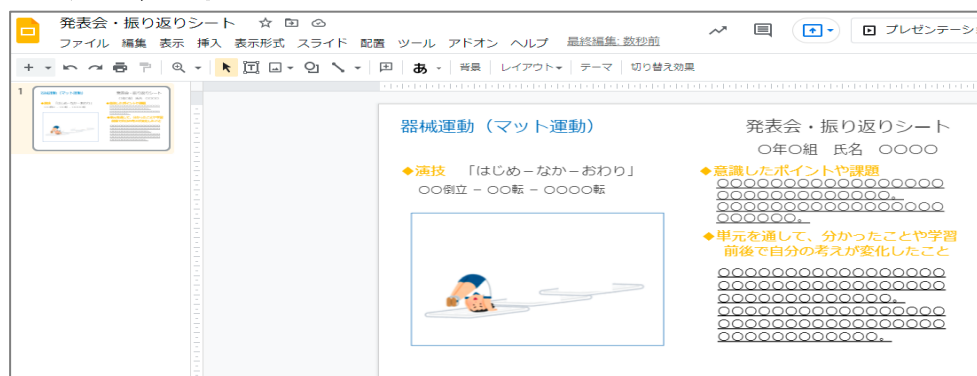 発表会・振り返りシート
ファイル 編集 表示 挿入 表示形式 スライド 配置 ツール アドオン ヘルプ 最終編集: 数秒前
プレゼンテーシ
あ 背景 レイアウト テーマ 切り替え効果
1
器械運動（マット運動）
◆演技 「はじめ－なか－おわり」
○○倒立 － ○○転 － ○○○○転
発表会・振り返りシート
○年○組 氏名 ○○○○
◆意識したポイントや課題
○○○○○○○○○○○○○○○○○
○○○○○○○○○○○○○。
○○○○○○○○○○○○○○○○○
○○○○○○。
◆単元を通して、分かったことや学習
前後で自分の考えが変化したこと
○○○○○○○○○○○○○○○○○
○○○○○○○○○○○○○○○○○
○○○○○○○○○○○○○。
○○○○○○○○○○○○○○○○○
○○○○○○○○○○○○○○○○○
○○○○○○○○○○○○。